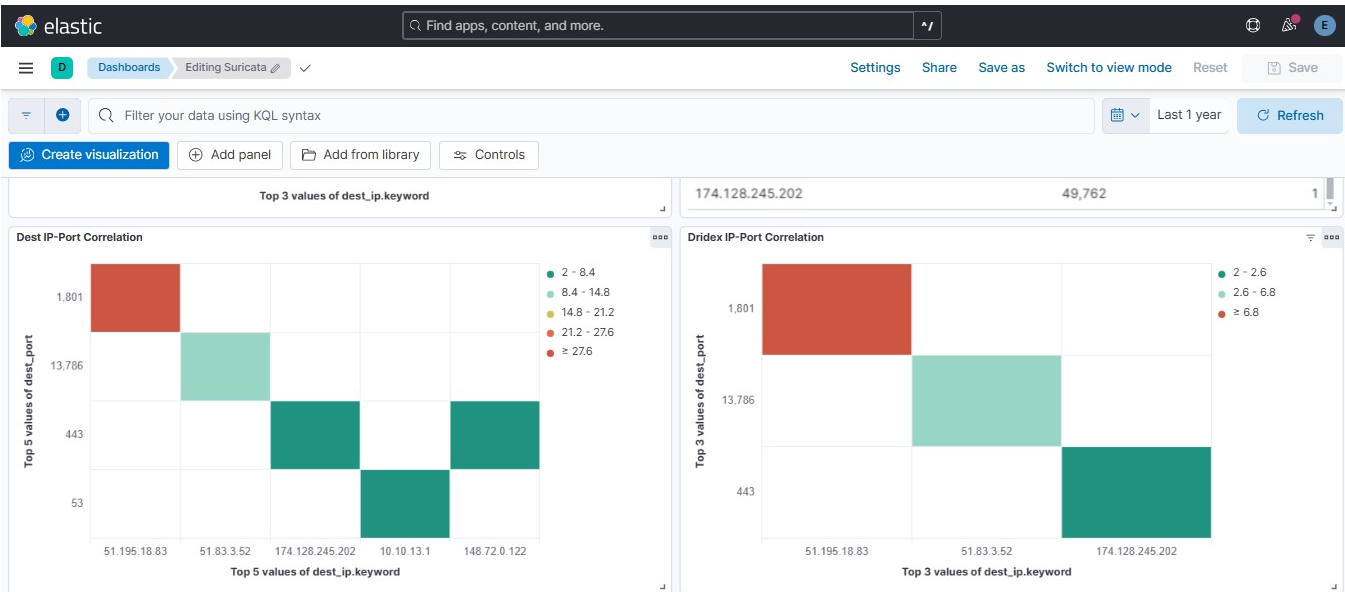 elastic
Find apps, content, and more.
^/
E
D
Dashboards
Editing Suricata
Settings
Share
Save as
Switch to view mode
Reset
Save
Filter your data using KQL syntax
Last 1 year
Refresh
Create visualization
Add panel
Add from library
Controls
Top 3 values of dest_ip.keyword
174.128.245.202 49,762 1
Dest IP-Port Correlation
Top 5 values of dest_port
1,801
13,786
443
53
51.195.18.83 51.83.3.52 174.128.245.202 10.10.13.1 148.72.0.122
Top 5 values of dest_ip.keyword
2 - 8.4
8.4 - 14.8
14.8 - 21.2
21.2 - 27.6
≥ 27.6
Dridex IP-Port Correlation
Top 3 values of dest_port
1,801
13,786
443
51.195.18.83 51.83.3.52 174.128.245.202
Top 3 values of dest_ip.keyword
2 - 2.6
2.6 - 6.8
≥ 6.8